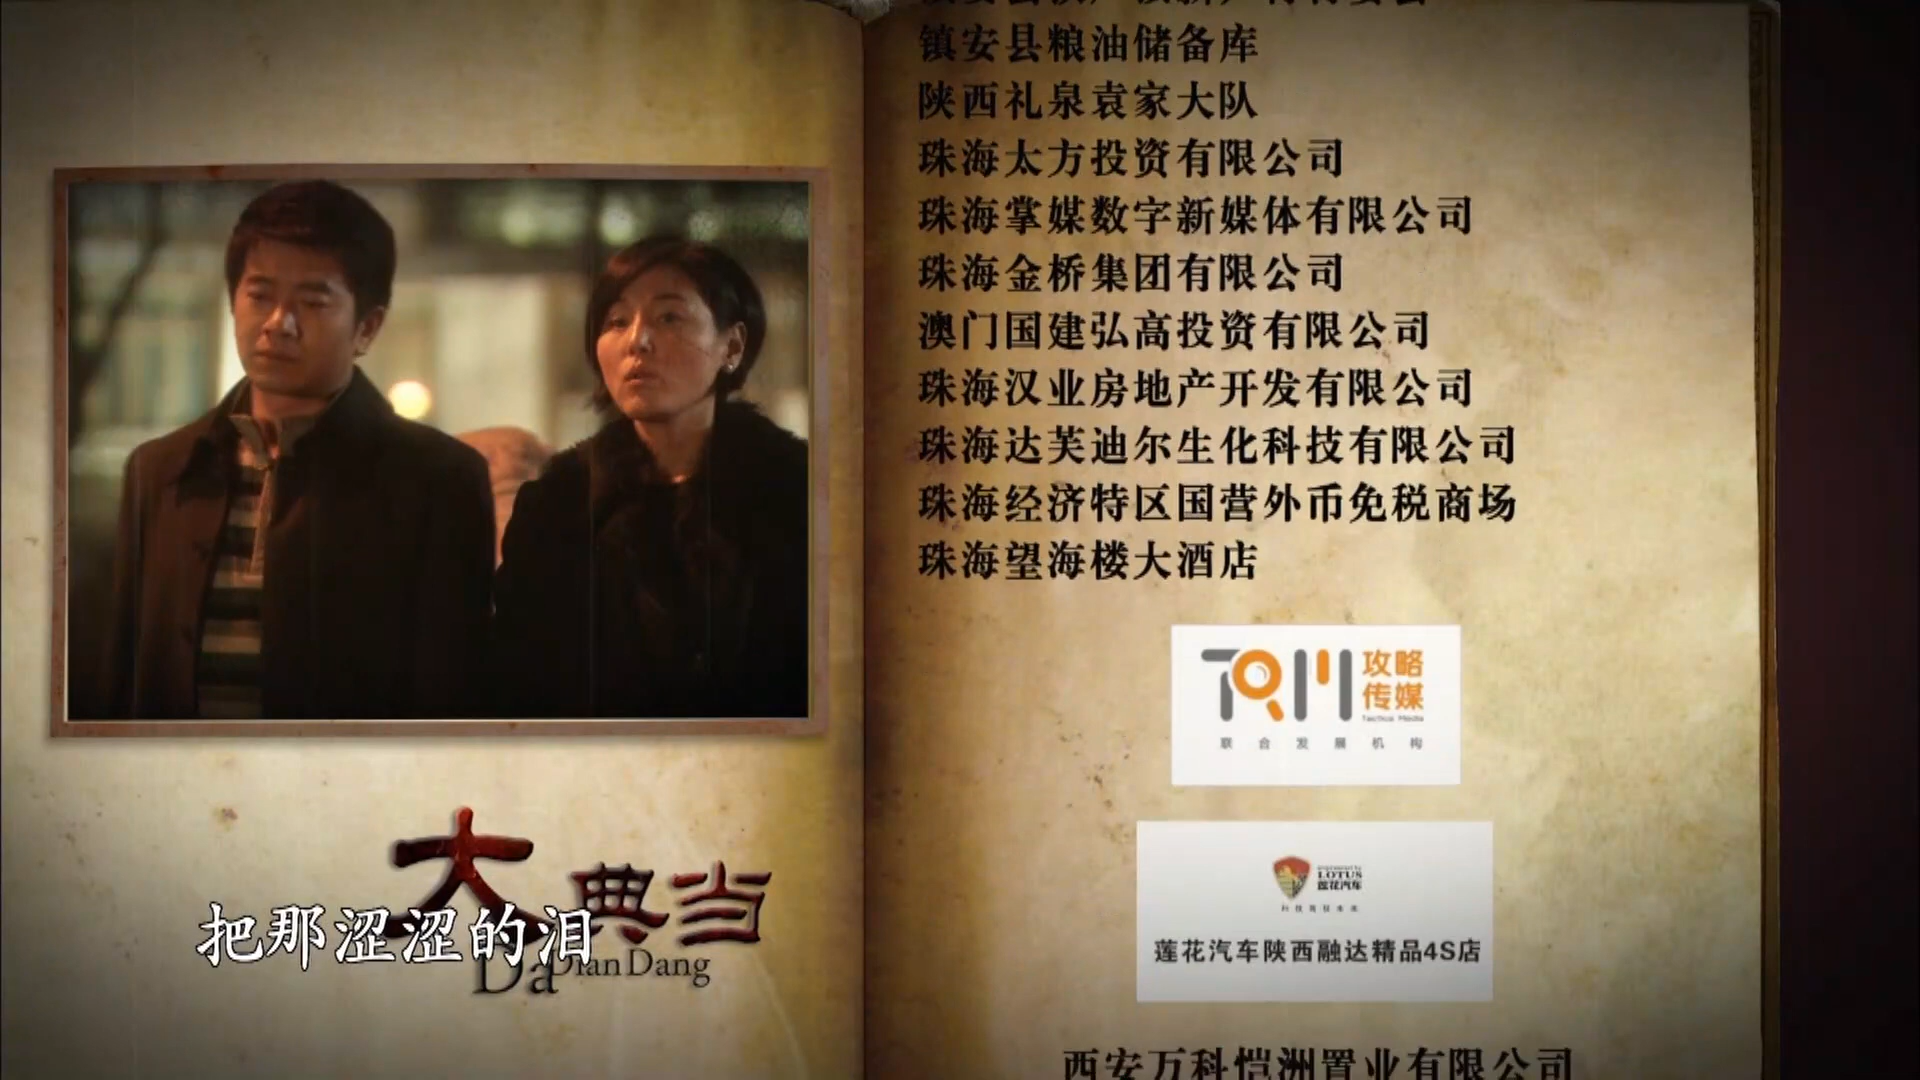 镇安县粮油储备库
陕西礼泉袁家大队
珠海太方投资有限公司
珠海掌媒数字新媒体有限公司
珠海金桥集团有限公司
澳门国建弘高投资有限公司
珠海汉业房地产开发有限公司
珠海达芙迪尔生化科技有限公司
珠海经济特区国营外币免税商场
珠海望海楼大酒店
攻略
传媒
Tactics Media
联合发展机构
LOTUS
莲花汽车
莲花汽车陕西融达精品4S店
西安万科恺洲置业有限公司
大典当
Da Dian Dang
把那涩涩的泪